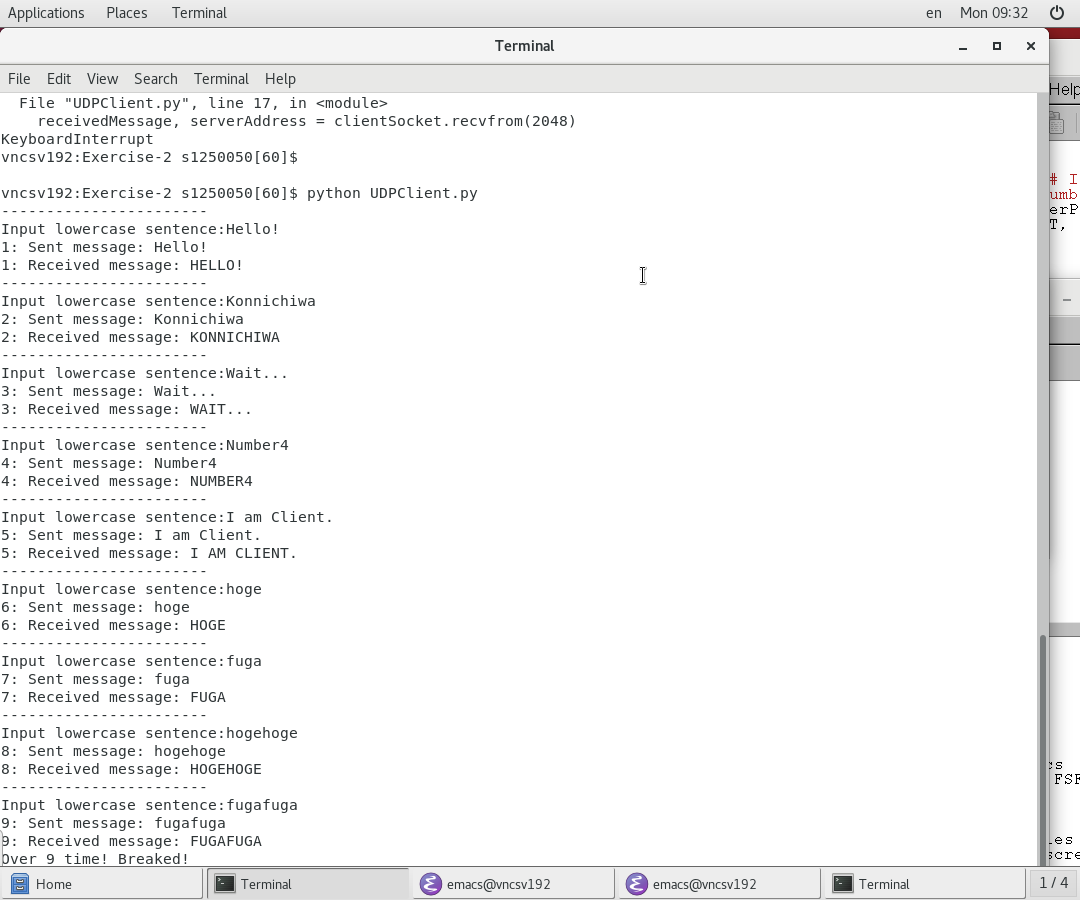 Applications Places Terminal en Mon 09:32
Terminal
File Edit View Search Terminal Help
Help
  File "UDPClient.py", line 17, in <module>
    receivedMessage, serverAddress = clientSocket.recvfrom(2048)
KeyboardInterrupt
vncsv192:Exercise-2 s1250050[60]$
vncsv192:Exercise-2 s1250050[60]$ python UDPClient.py
-----------------------
Input lowercase sentence:Hello!
1: Sent message: Hello!
1: Received message: HELLO!
-----------------------
Input lowercase sentence:Konnichiwa
2: Sent message: Konnichiwa
2: Received message: KONNICHIWA
-----------------------
Input lowercase sentence:Wait...
3: Sent message: Wait...
3: Received message: WAIT...
-----------------------
Input lowercase sentence:Number4
4: Sent message: Number4
4: Received message: NUMBER4
-----------------------
Input lowercase sentence:I am Client.
5: Sent message: I am Client.
5: Received message: I AM CLIENT.
-----------------------
Input lowercase sentence:hoge
6: Sent message: hoge
6: Received message: HOGE
-----------------------
Input lowercase sentence:fuga
7: Sent message: fuga
7: Received message: FUGA
-----------------------
Input lowercase sentence:hogehoge
8: Sent message: hogehoge
8: Received message: HOGEHOGE
-----------------------
Input lowercase sentence:fugafuga
9: Sent message: fugafuga
9: Received message: FUGAFUGA
Over 9 time! Breaked!
# I
umb
erP
T,
cs
FSF
les
scre
Home Terminal emacs@vncsv192 emacs@vncsv192 Terminal 1 / 4